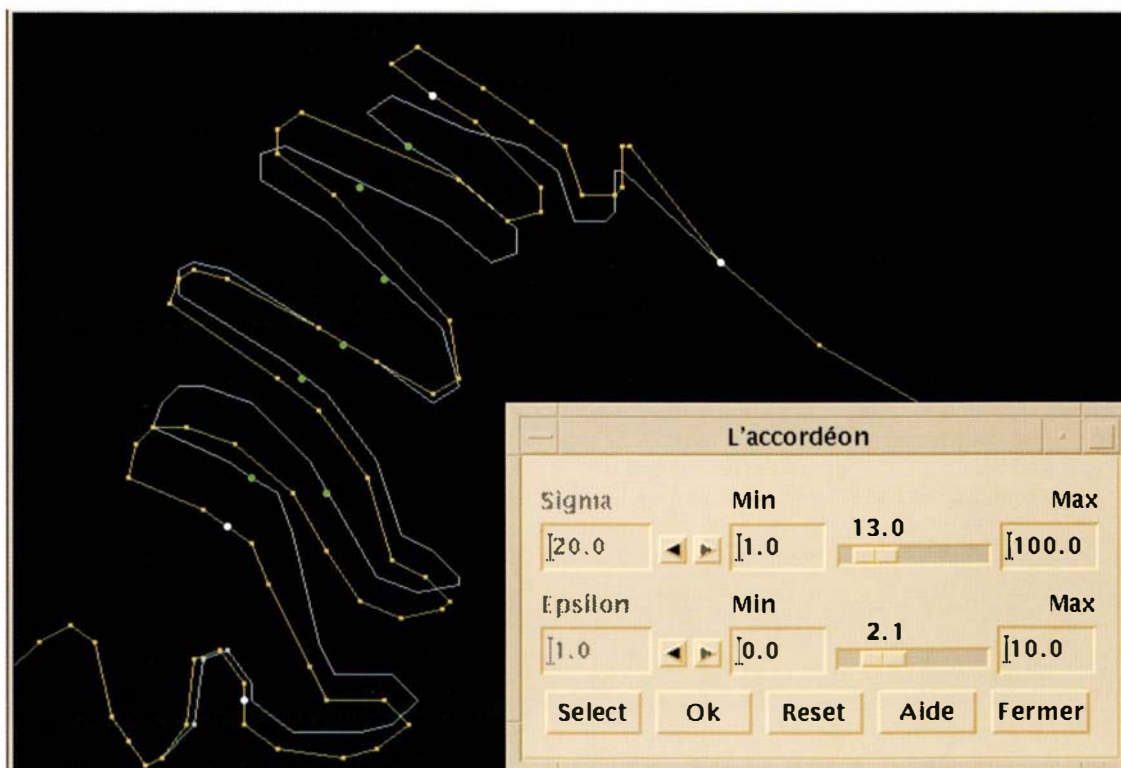 L'accordéon
Sigma Min Max
20.0 1.0 13.0 100.0
Epsilon Min Max
1.0 0.0 2.1 10.0
Select Ok Reset Aide Fermer